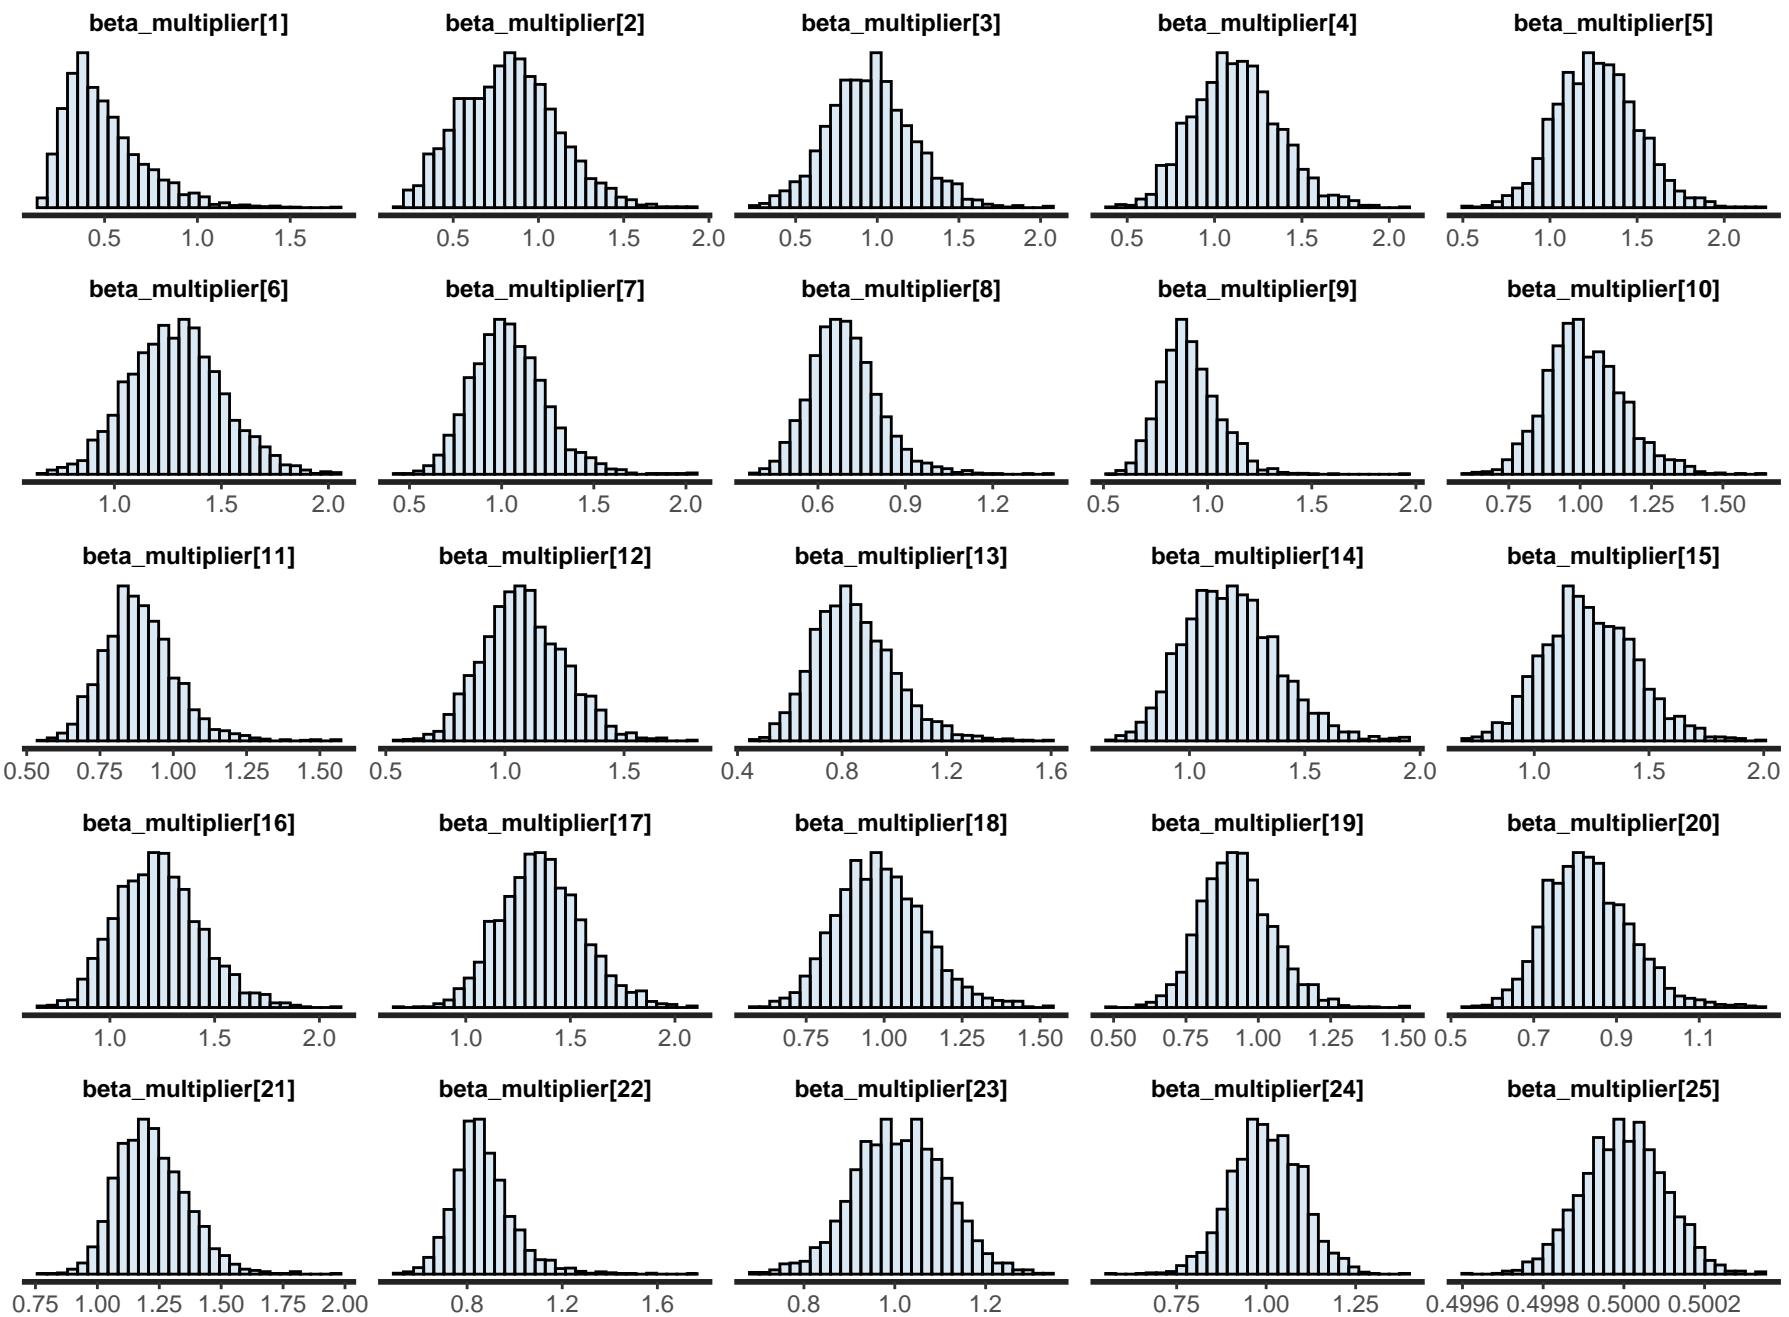 beta_multiplier[1] beta_multiplier[2] beta_multiplier[3] beta_multiplier[4] beta_multiplier[5]
0.5 1.0 1.5 0.5 1.0 1.5 2.0 0.5 1.0 1.5 2.0 0.5 1.0 1.5 2.0 0.5 1.0 1.5 2.0
beta_multiplier[6] beta_multiplier[7] beta_multiplier[8] beta_multiplier[9] beta_multiplier[10]
1.0 1.5 2.0 0.5 1.0 1.5 2.0 0.6 0.9 1.2 0.5 1.0 1.5 2.0 0.75 1.00 1.25 1.50
beta_multiplier[11] beta_multiplier[12] beta_multiplier[13] beta_multiplier[14] beta_multiplier[15]
0.50 0.75 1.00 1.25 1.50 0.5 1.0 1.5 0.4 0.8 1.2 1.6 1.0 1.5 2.0 1.0 1.5 2.0
beta_multiplier[16] beta_multiplier[17] beta_multiplier[18] beta_multiplier[19] beta_multiplier[20]
1.0 1.5 2.0 1.0 1.5 2.0 0.75 1.00 1.25 1.50 0.50 0.75 1.00 1.25 1.50 0.5 0.7 0.9 1.1
beta_multiplier[21] beta_multiplier[22] beta_multiplier[23] beta_multiplier[24] beta_multiplier[25]
0.75 1.00 1.25 1.50 1.75 2.00 0.8 1.2 1.6 0.8 1.0 1.2 0.75 1.00 1.25 0.4996 0.4998 0.5000 0.5002